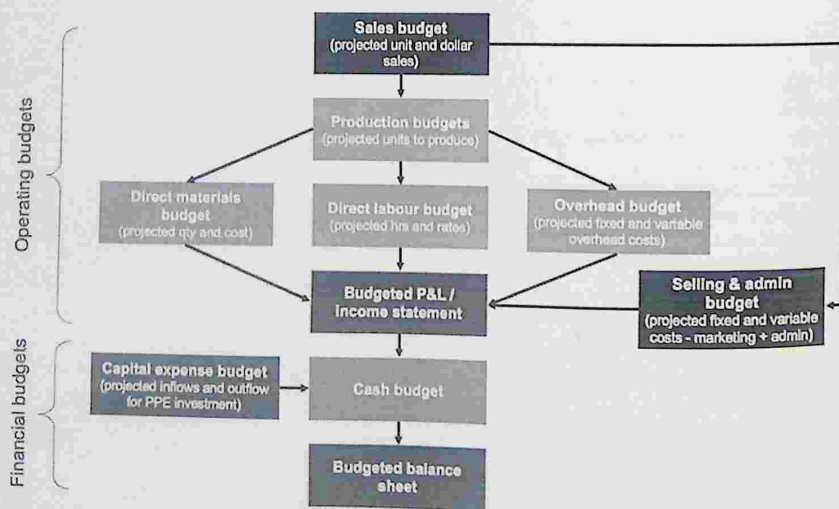 Operating budgets
Sales budget
(projected unit and dollar
sales)
Production budgets
(projected units to produce)
Direct materials
budget
(projected qty and cost)
Direct labour budget
(projected hrs and rates)
Overhead budget
(projected fixed and variable
overhead costs)
Budgeted P&L /
income statement
Selling & admin
budget
(projected fixed and variable
costs - marketing + admin)
Financial budgets
Capital expense budget
(projected inflows and outflow
for PPE investment)
Cash budget
Budgeted balance
sheet